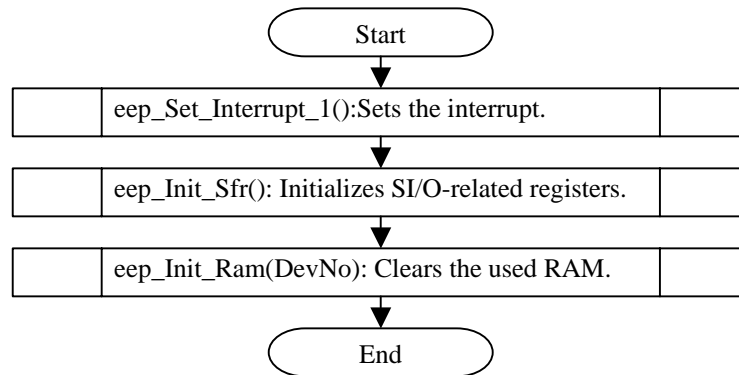 Start
eep_Set_Interrupt_1():Sets the interrupt.
eep_Init_Sfr(): Initializes SI/O-related registers.
eep_Init_Ram(DevNo): Clears the used RAM.
End